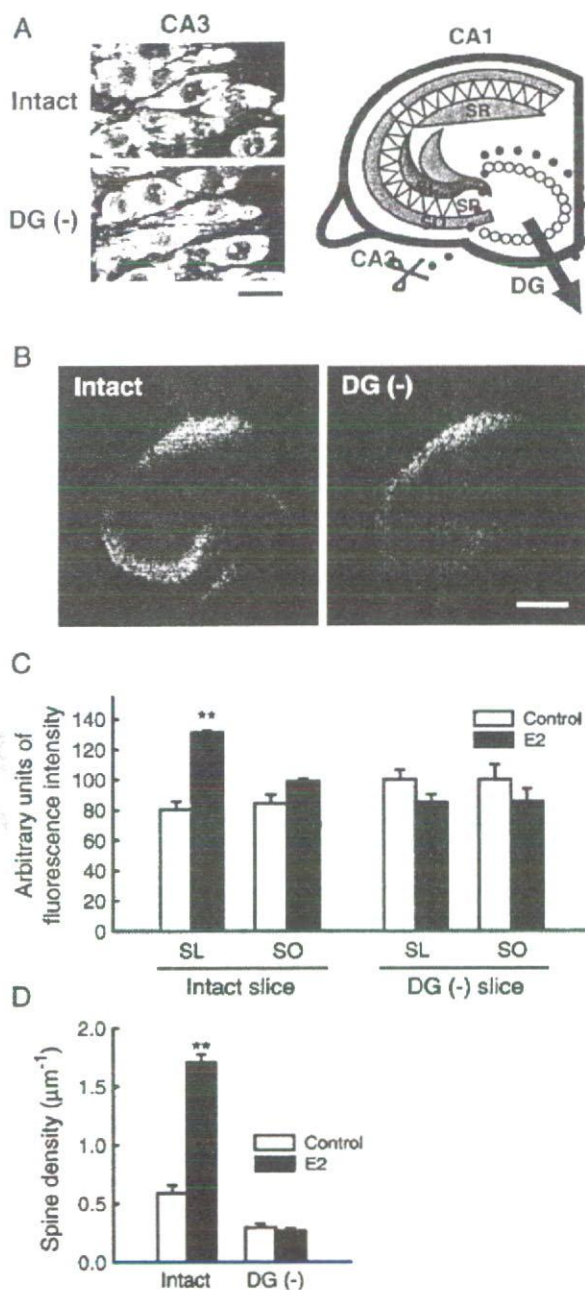 A
CA3
CA1
Intact
DG (-)
SR
SR
SO
CA3
DG
B
Intact
DG (-)
C
Arbitrary units of
fluorescence intensity
140
120
100
80
60
40
20
0
**
Control
E2
SL
SO
SL
SO
Intact slice
DG (-) slice
D
Spine density (µm⁻¹)
2.0
1.5
1.0
0.5
0.0
**
Control
E2
Intact
DG (-)